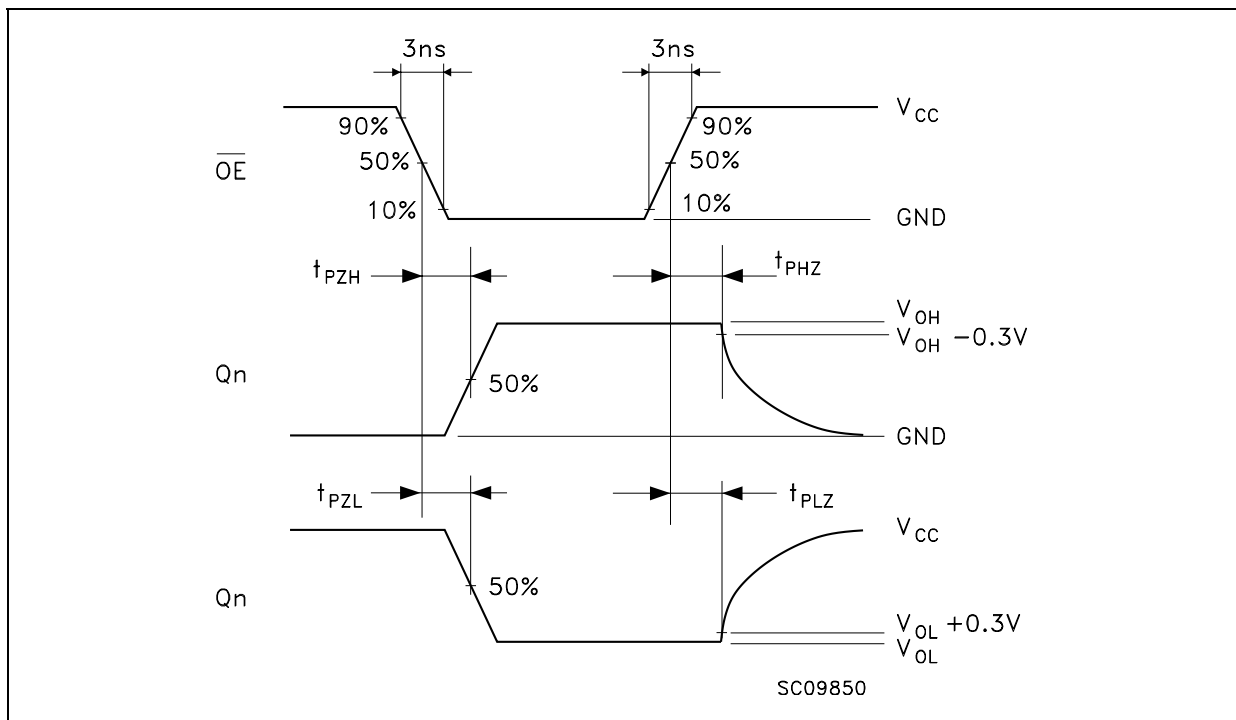 3ns 3ns
90% 90% V_CC
O̅E̅ 50% 50%
10% 10% GND
t_PZH t_PHZ
V_OH
V_OH −0.3V
Qn 50%
GND
t_PZL t_PLZ
V_CC
Qn 50%
V_OL +0.3V
V_OL
SC09850